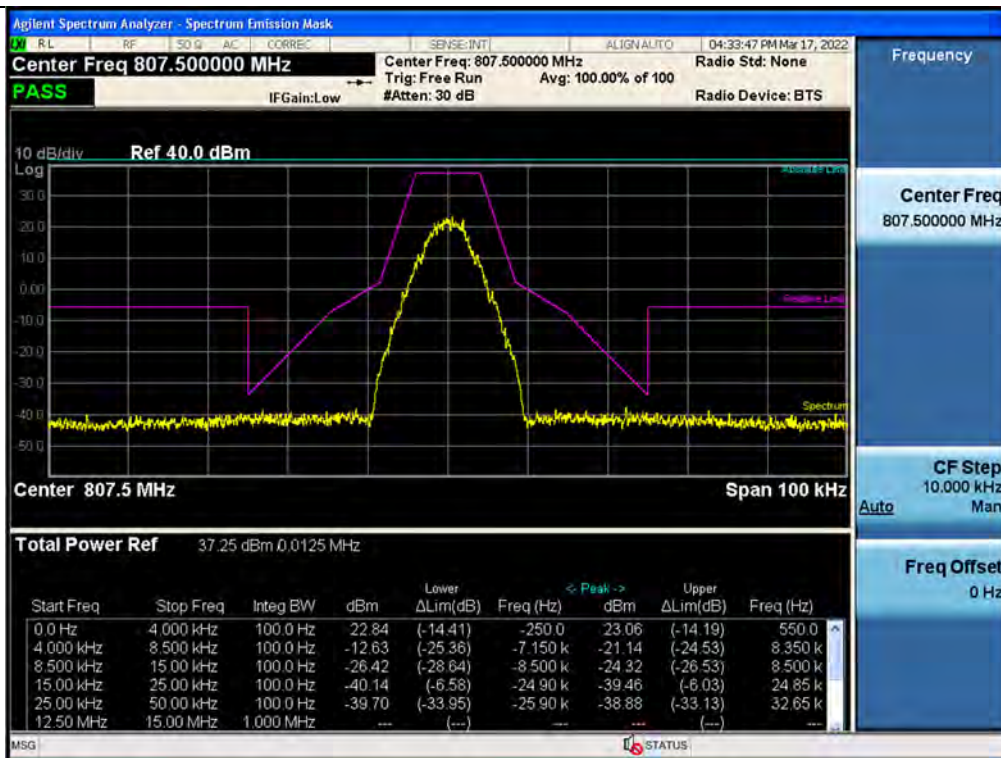 Agilent Spectrum Analyzer - Spectrum Emission Mask
LXI RL RF 50 Ω AC CORREC SENSE:INT ALIGN AUTO 04:33:47 PM Mar 17, 2022
Center Freq 807.500000 MHz
Center Freq: 807.500000 MHz
Radio Std: None
Trig: Free Run
Avg: 100.00% of 100
PASS
IFGain:Low
#Atten: 30 dB
Radio Device: BTS
10 dB/div Ref 40.0 dBm
Log
Absolute Limit
30.0
20.0
10.0
0.00
Relative Limit
-10.0
-20.0
-30.0
-40.0
Spectrum
-50.0
Center 807.5 MHz
Span 100 kHz
Total Power Ref 37.25 dBm /0.0125 MHz
Lower <- Peak -> Upper
Start Freq Stop Freq Integ BW dBm ΔLim(dB) Freq (Hz) dBm ΔLim(dB) Freq (Hz)
0.0 Hz 4.000 kHz 100.0 Hz 22.84 (-14.41) -250.0 23.06 (-14.19) 550.0
4.000 kHz 8.500 kHz 100.0 Hz -12.63 (-25.36) -7.150 k -21.14 (-24.53) 8.350 k
8.500 kHz 15.00 kHz 100.0 Hz -26.42 (-28.64) -8.500 k -24.32 (-26.53) 8.500 k
15.00 kHz 25.00 kHz 100.0 Hz -40.14 (-6.58) -24.90 k -39.46 (-6.03) 24.85 k
25.00 kHz 50.00 kHz 100.0 Hz -39.70 (-33.95) -25.90 k -38.88 (-33.13) 32.65 k
12.50 MHz 15.00 MHz 1.000 MHz --- (---) --- --- (---) ---
MSG
STATUS
Frequency
Center Freq
807.500000 MHz
CF Step
10.000 kHz
Auto Man
Freq Offset
0 Hz